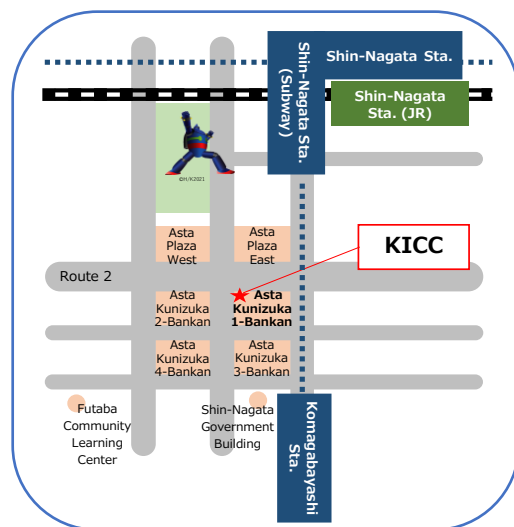 Shin-Nagata Sta.
Shin-Nagata Sta.
(Subway)
Shin-Nagata
Sta. (JR)
©H/K2021
Asta
Plaza
West
Asta
Plaza
East
KICC
Route 2
Asta
Kunizuka
2-Bankan
Asta
Kunizuka
1-Bankan
Asta
Kunizuka
4-Bankan
Asta
Kunizuka
3-Bankan
Futaba
Community
Learning
Center
Shin-Nagata
Government
Building
Komagabayashi
Sta.